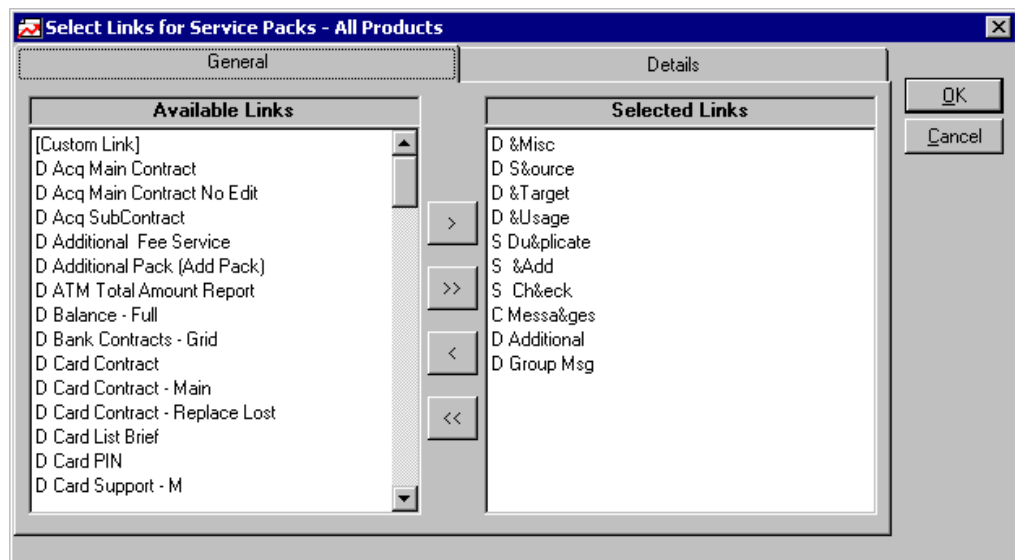 Select Links for Service Packs - All Products
General
Details
OK
Cancel
Available Links
[Custom Link]
D Acq Main Contract
D Acq Main Contract No Edit
D Acq SubContract
D Additional  Fee Service
D Additional Pack (Add Pack)
D ATM Total Amount Report
D Balance - Full
D Bank Contracts - Grid
D Card Contract
D Card Contract - Main
D Card Contract - Replace Lost
D Card List Brief
D Card PIN
D Card Support - M
>
>>
<
<<
Selected Links
D &Misc
D S&ource
D &Target
D &Usage
S Du&plicate
S  &Add
S  Ch&eck
C Messa&ges
D Additional
D Group Msg